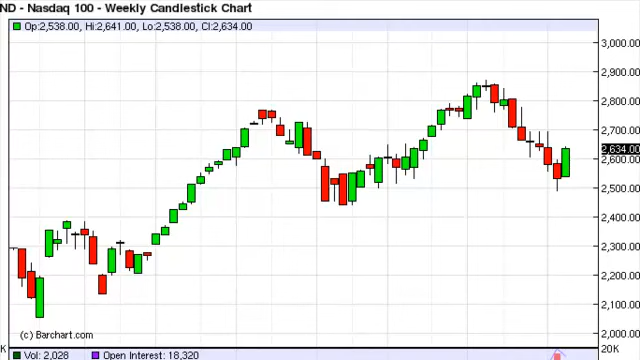 ND - Nasdaq 100 - Weekly Candlestick Chart
Op:2,538.00, Hi:2,641.00, Lo:2,538.00, Cl:2,634.00
3,000.00
2,900.00
2,800.00
2,700.00
2,634.00
2,600.00
2,500.00
2,400.00
2,300.00
2,200.00
2,100.00
2,000.00
(c) Barchart.com
K
20K
Vol: 2,028 Open Interest: 18,320